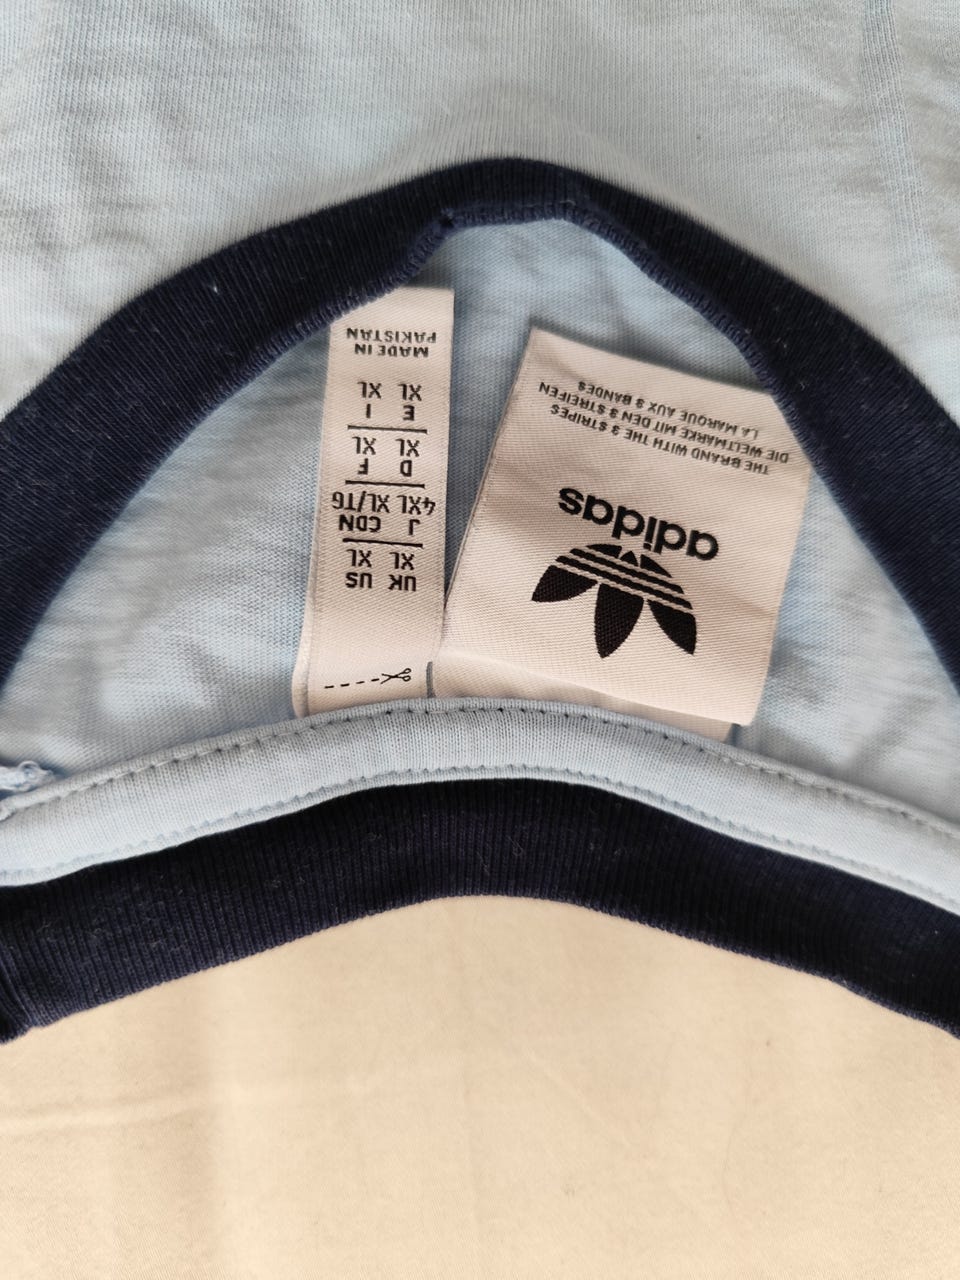 adidas
THE BRAND WITH THE 3 STRIPES
DIE WELTMARKE MIT DEN 3 STREIFEN
LA MARQUE AUX 3 BANDES
UK US
XL XL
J CDN
4XL XL/TG
D F
XL XL
E I
XL XL
MADE IN
PAKISTAN